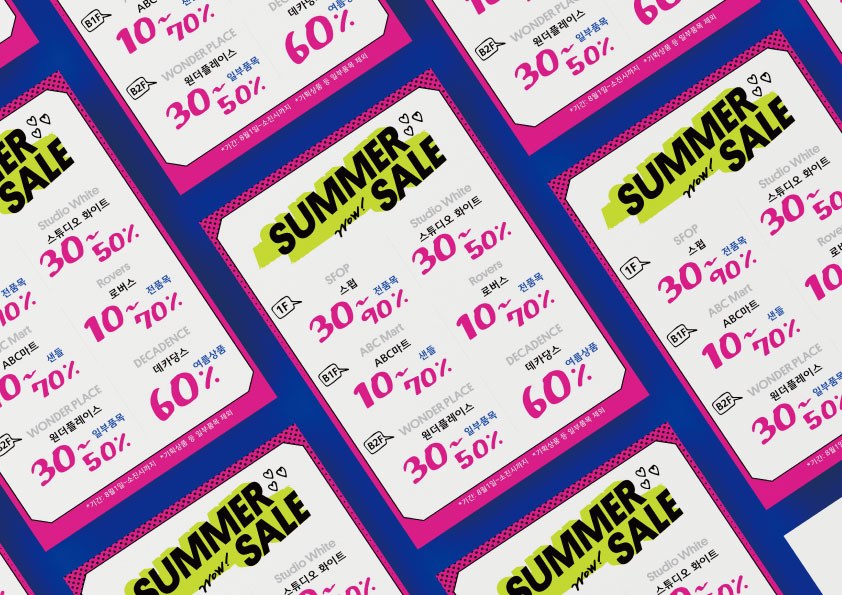 SUMMER
Now! SALE
1F
SFOP
스펍
30~90%
전품목
Studio White
스튜디오 화이트
30~50%
B1F
ABC Mart
ABC마트
10~70%
샌들
Rovers
로버스
10~70%
전품목
B2F
WONDER PLACE
원더플레이스
30~50%
일부품목
DECADENCE
데카당스
60%
여름상품
*기간: 8월1일~소진시까지 *기획상품 등 일부품목 제외